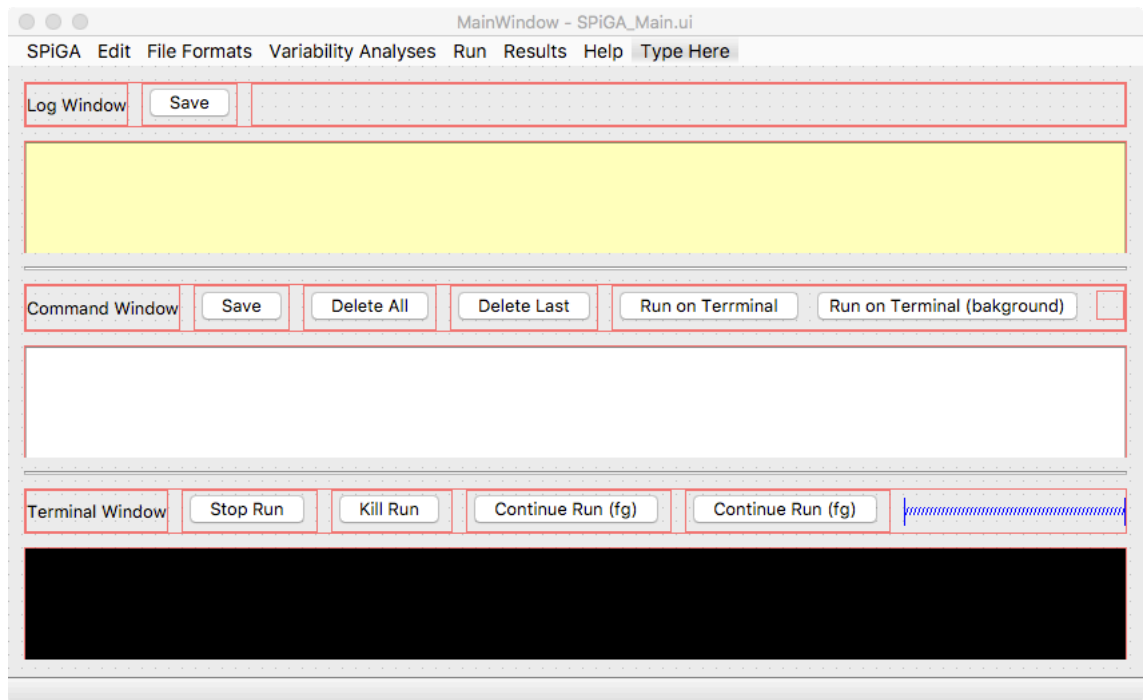 MainWindow - SPiGA_Main.ui
SPiGA Edit File Formats Variability Analyses Run Results Help Type Here
Log Window Save
Command Window Save Delete All Delete Last Run on Terrminal Run on Terminal (bakground)
Terminal Window Stop Run Kill Run Continue Run (fg) Continue Run (fg)